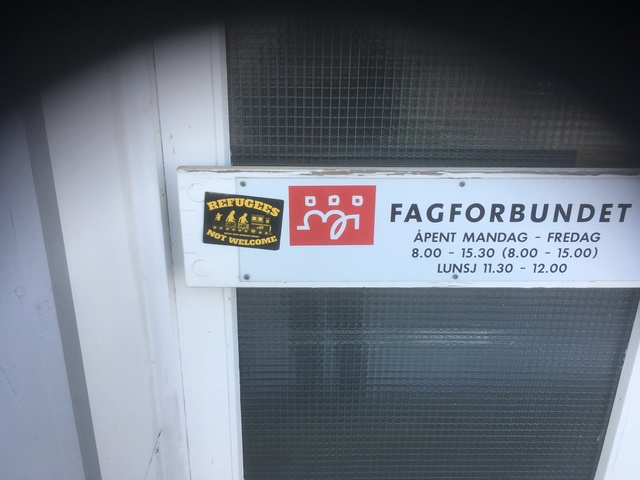 REFUGEES
NOT WELCOME
FAGFORBUNDET
ÅPENT MANDAG - FREDAG
8.00 - 15.30 (8.00 - 15.00)
LUNSJ 11.30 - 12.00